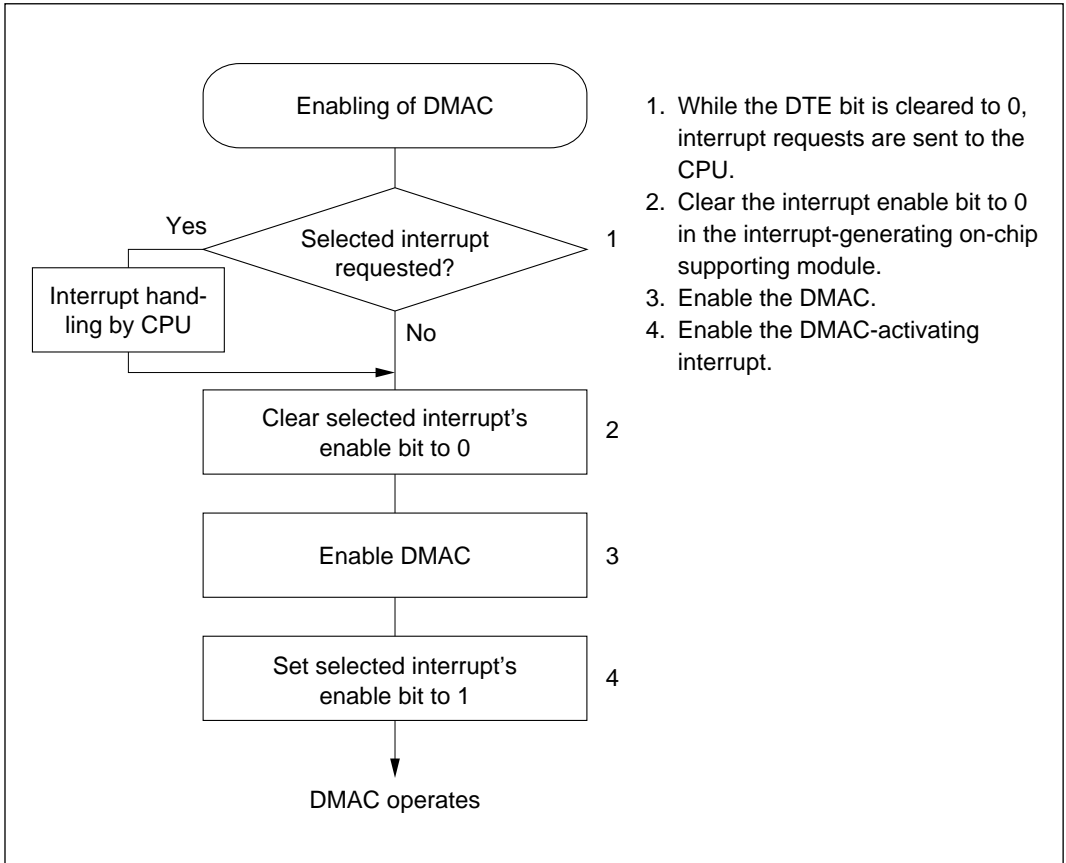 Enabling of DMAC
Yes
Selected interrupt
requested?
1
Interrupt hand-
ling by CPU
No
Clear selected interrupt's
enable bit to 0
2
Enable DMAC
3
Set selected interrupt's
enable bit to 1
4
DMAC operates
1. While the DTE bit is cleared to 0,
interrupt requests are sent to the
CPU.
2. Clear the interrupt enable bit to 0
in the interrupt-generating on-chip
supporting module.
3. Enable the DMAC.
4. Enable the DMAC-activating
interrupt.